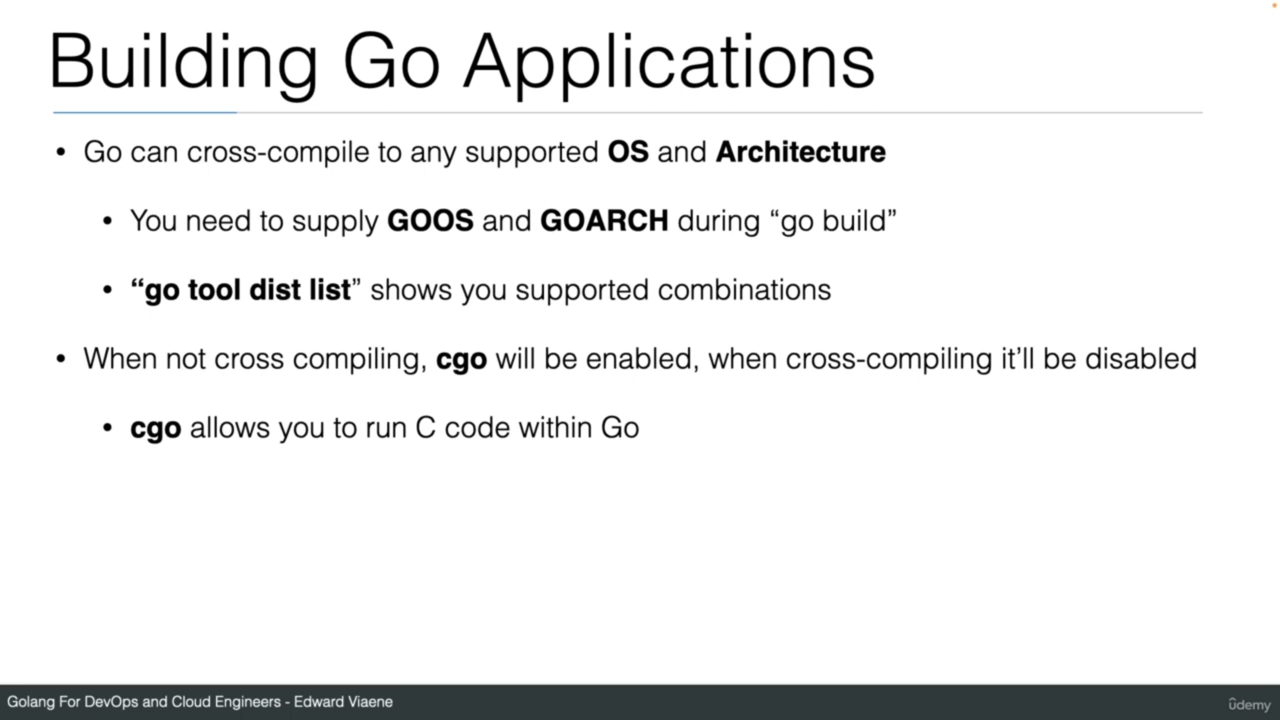 Building Go Applications
• Go can cross-compile to any supported OS and Architecture
• You need to supply GOOS and GOARCH during “go build”
• “go tool dist list” shows you supported combinations
• When not cross compiling, cgo will be enabled, when cross-compiling it’ll be disabled
• cgo allows you to run C code within Go
Golang For DevOps and Cloud Engineers - Edward Viaene
ûdemy